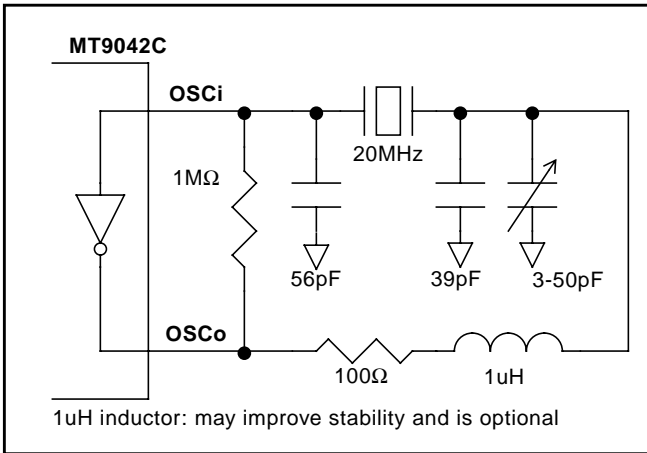 MT9042C
OSCi
20MHz
1MΩ
56pF
39pF
3-50pF
OSCo
100Ω
1uH
1uH inductor: may improve stability and is optional